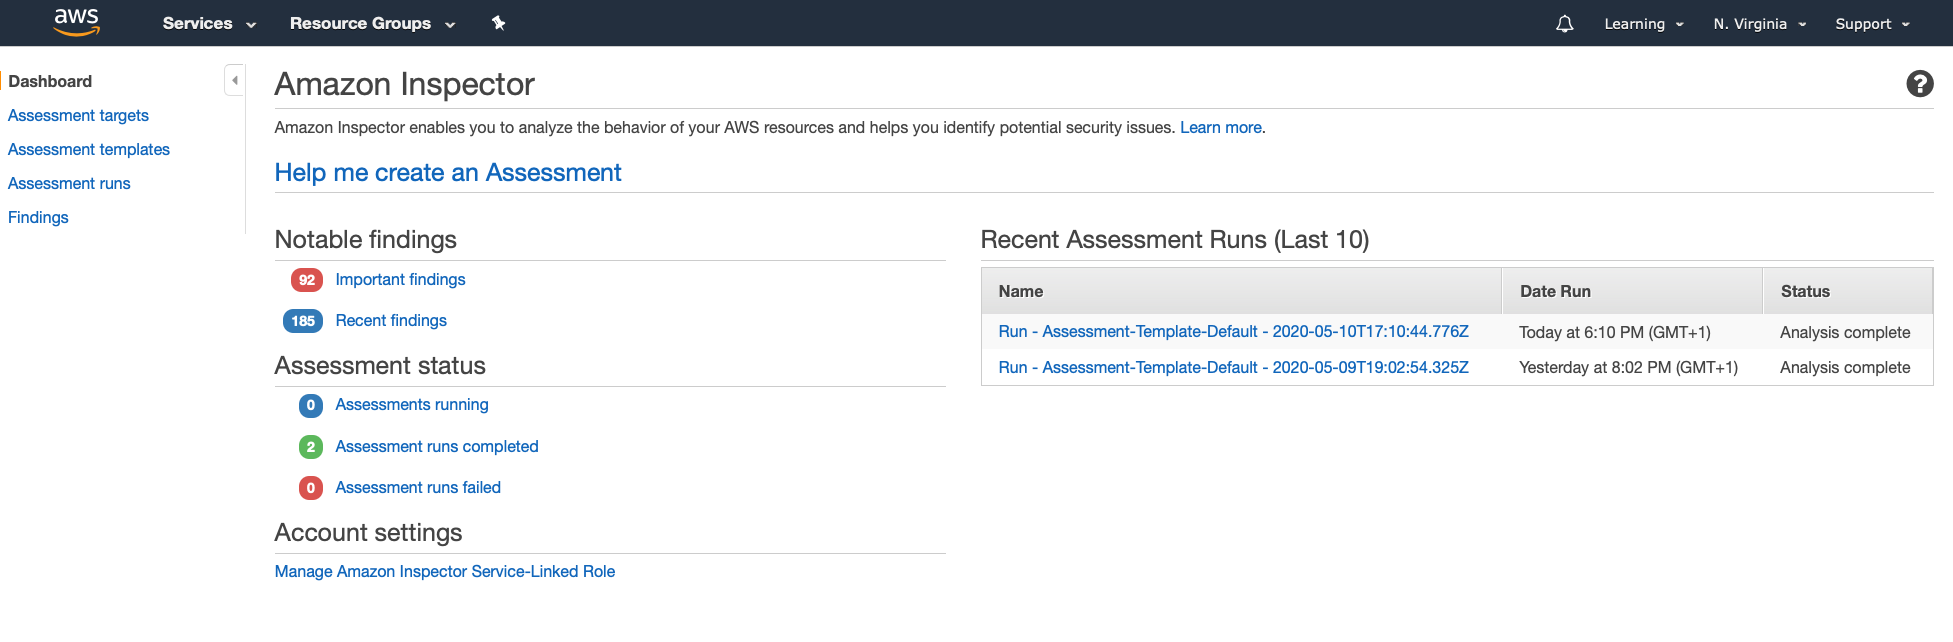 aws Services Resource Groups Learning N. Virginia Support
Dashboard
Assessment targets
Assessment templates
Assessment runs
Findings
Amazon Inspector
?
Amazon Inspector enables you to analyze the behavior of your AWS resources and helps you identify potential security issues. Learn more.
Help me create an Assessment
Notable findings
92 Important findings
185 Recent findings
Assessment status
0 Assessments running
2 Assessment runs completed
0 Assessment runs failed
Account settings
Manage Amazon Inspector Service-Linked Role
Recent Assessment Runs (Last 10)
Name Date Run Status
Run - Assessment-Template-Default - 2020-05-10T17:10:44.776Z Today at 6:10 PM (GMT+1) Analysis complete
Run - Assessment-Template-Default - 2020-05-09T19:02:54.325Z Yesterday at 8:02 PM (GMT+1) Analysis complete